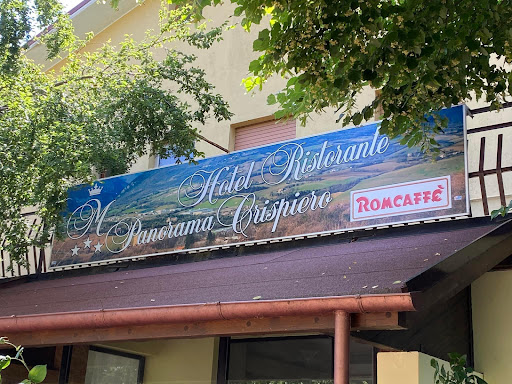 M
Hotel Ristorante
Panorama Crispiero
ROMCAFFÈ